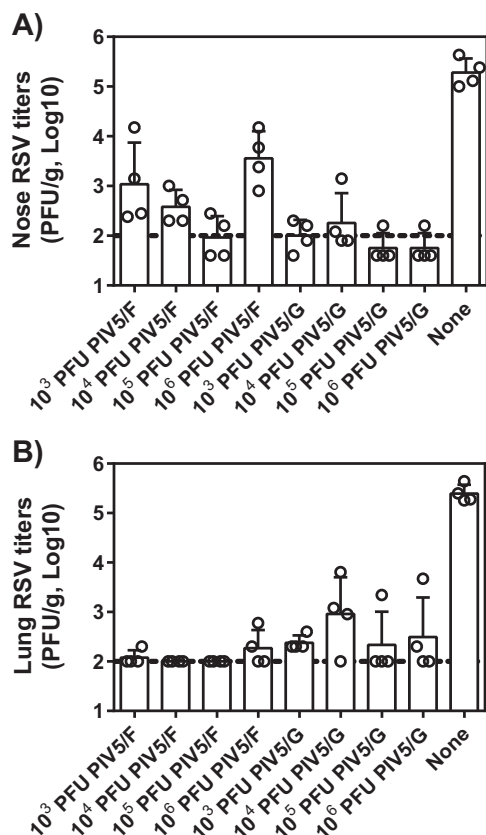 A)
Nose RSV titers
(PFU/g, Log10)
6
5
4
3
2
1
10³ PFU PIV5/F
10⁴ PFU PIV5/F
10⁵ PFU PIV5/F
10⁶ PFU PIV5/F
10³ PFU PIV5/G
10⁴ PFU PIV5/G
10⁵ PFU PIV5/G
10⁶ PFU PIV5/G
None
B)
Lung RSV titers
(PFU/g, Log10)
6
5
4
3
2
1
10³ PFU PIV5/F
10⁴ PFU PIV5/F
10⁵ PFU PIV5/F
10⁶ PFU PIV5/F
10³ PFU PIV5/G
10⁴ PFU PIV5/G
10⁵ PFU PIV5/G
10⁶ PFU PIV5/G
None